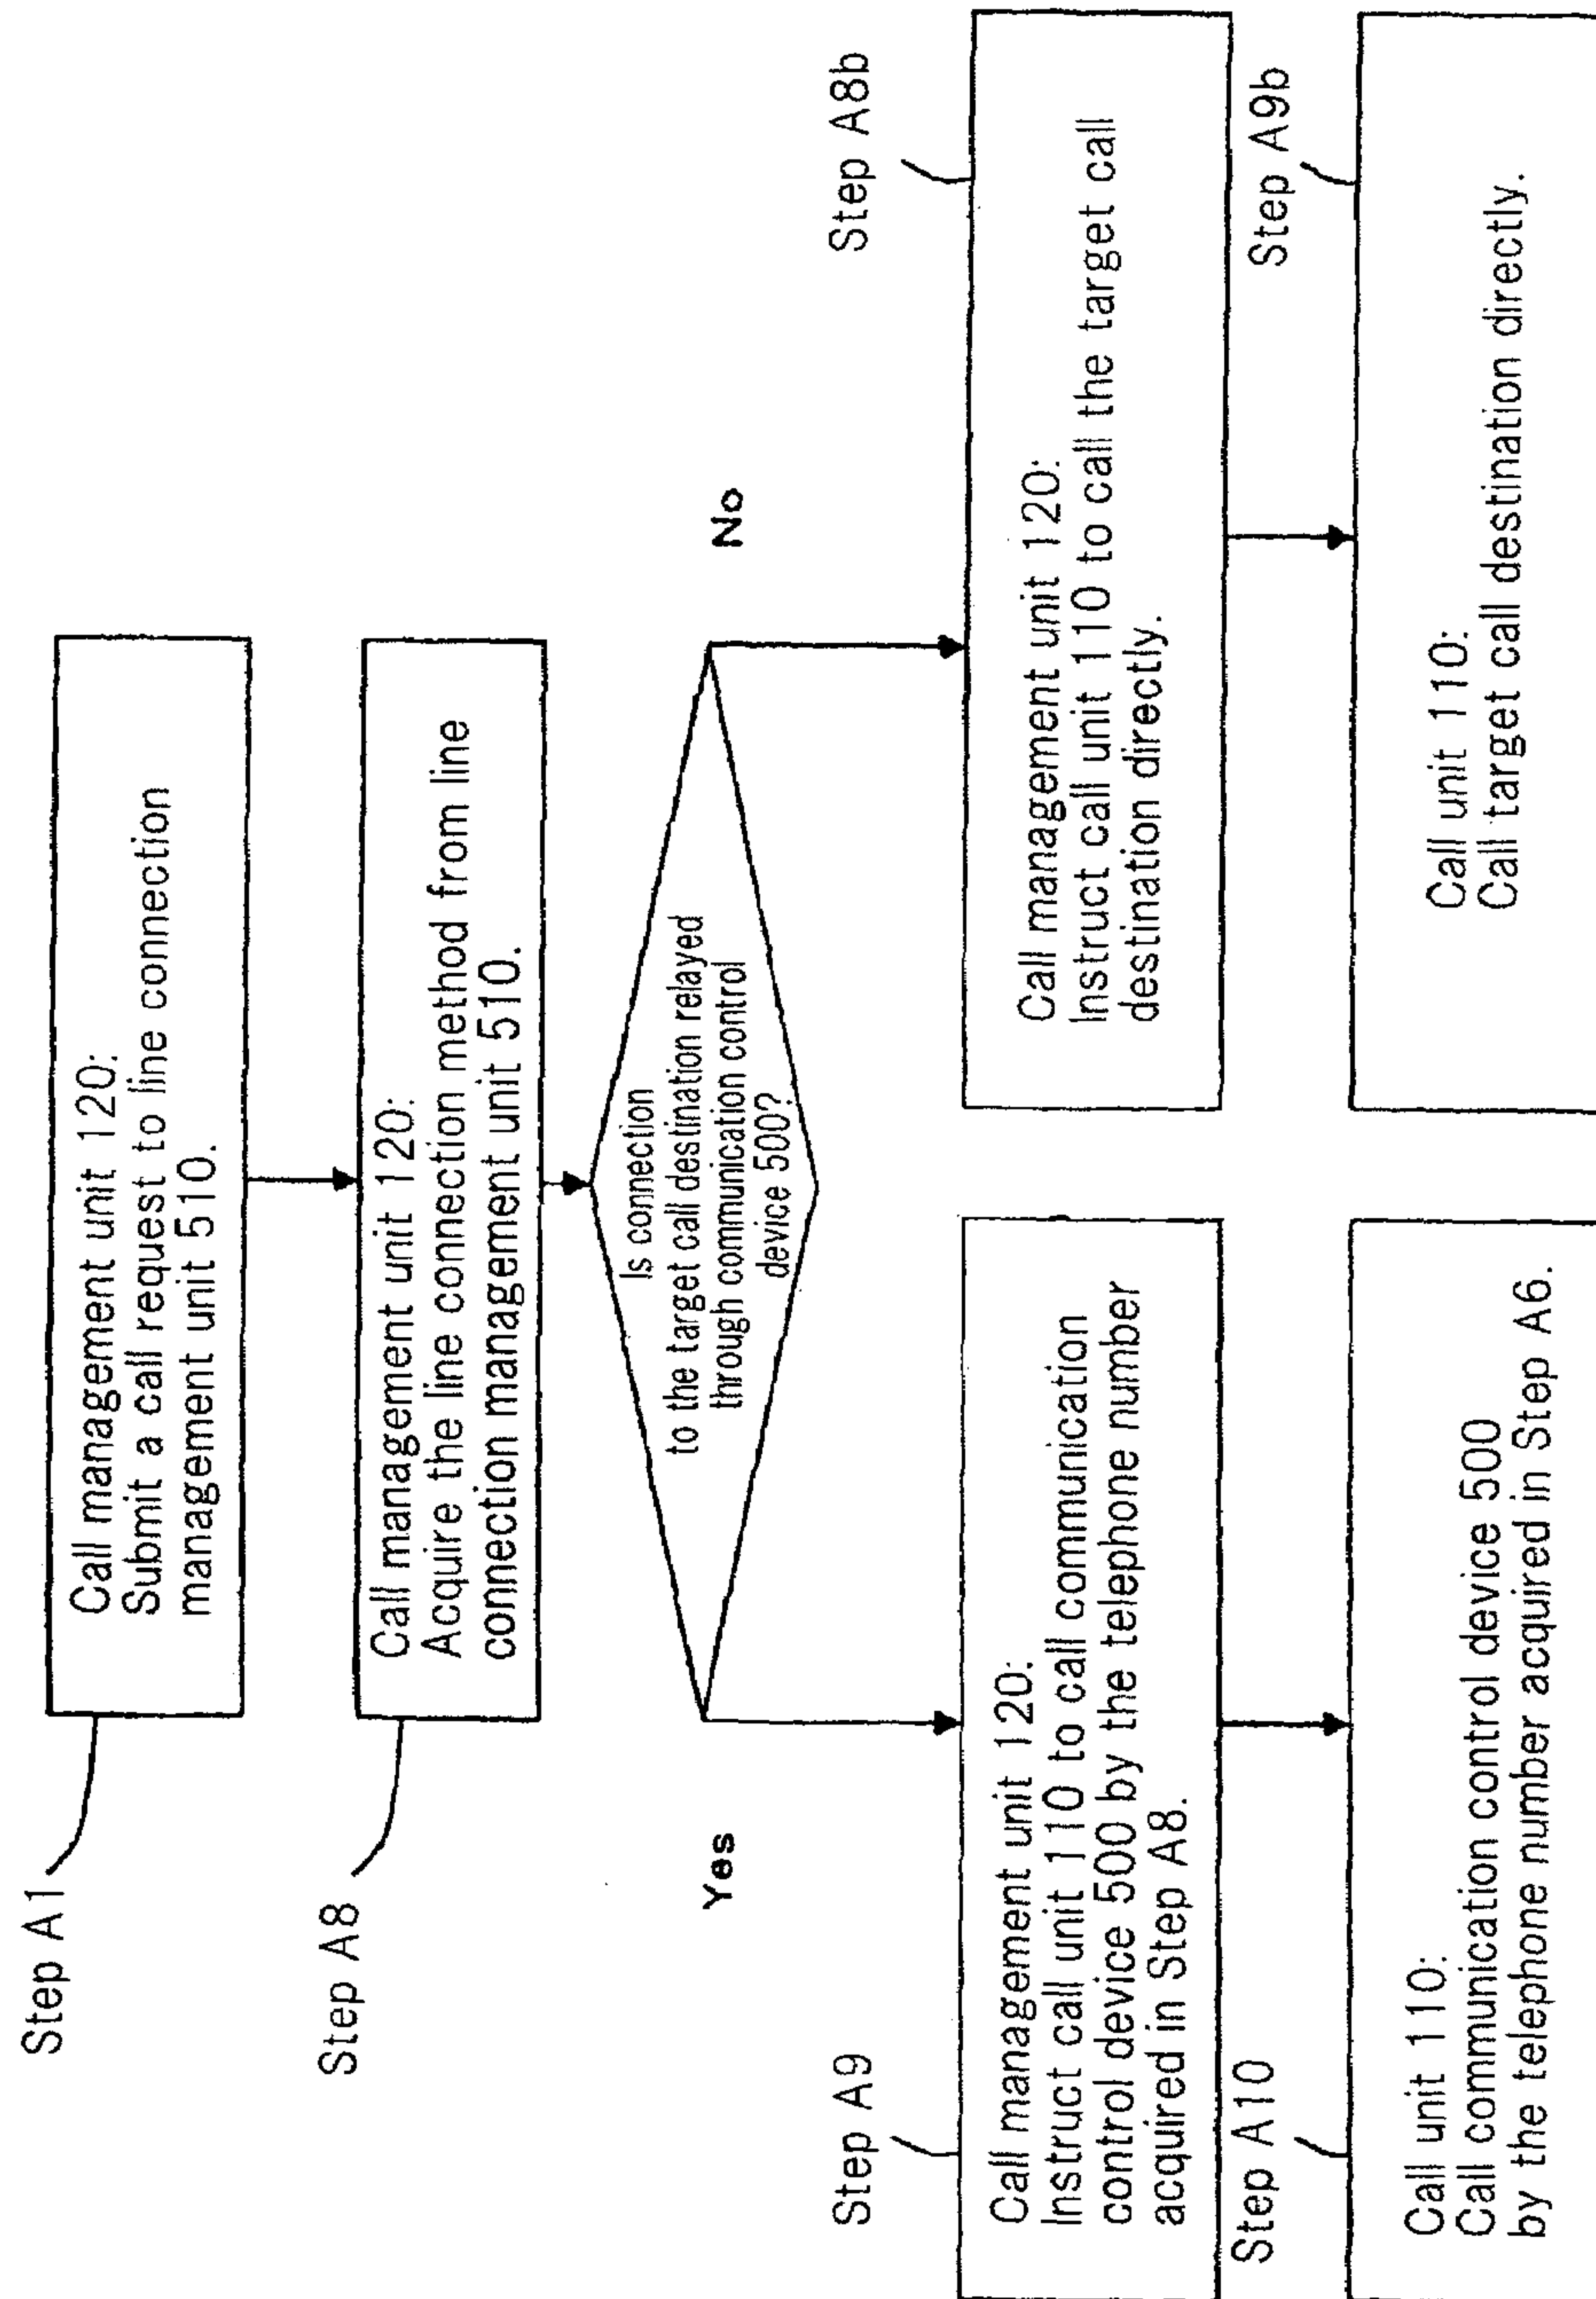 Step A1
Call management unit 120:
Submit a call request to line connection
management unit 510.
Step A8
Call management unit 120:
Acquire the line connection method from line
connection management unit 510.
Is connection
to the target call destination relayed
through communication control
device 500?
Yes
No
Step A9
Call management unit 120:
Instruct call unit 110 to call communication
control device 500 by the telephone number
acquired in Step A8.
Step A8b
Call management unit 120:
Instruct call unit 110 to call the target call
destination directly.
Step A10
Call unit 110:
Call communication control device 500
by the telephone number acquired in Step A6.
Step A9b
Call unit 110:
Call target call destination directly.